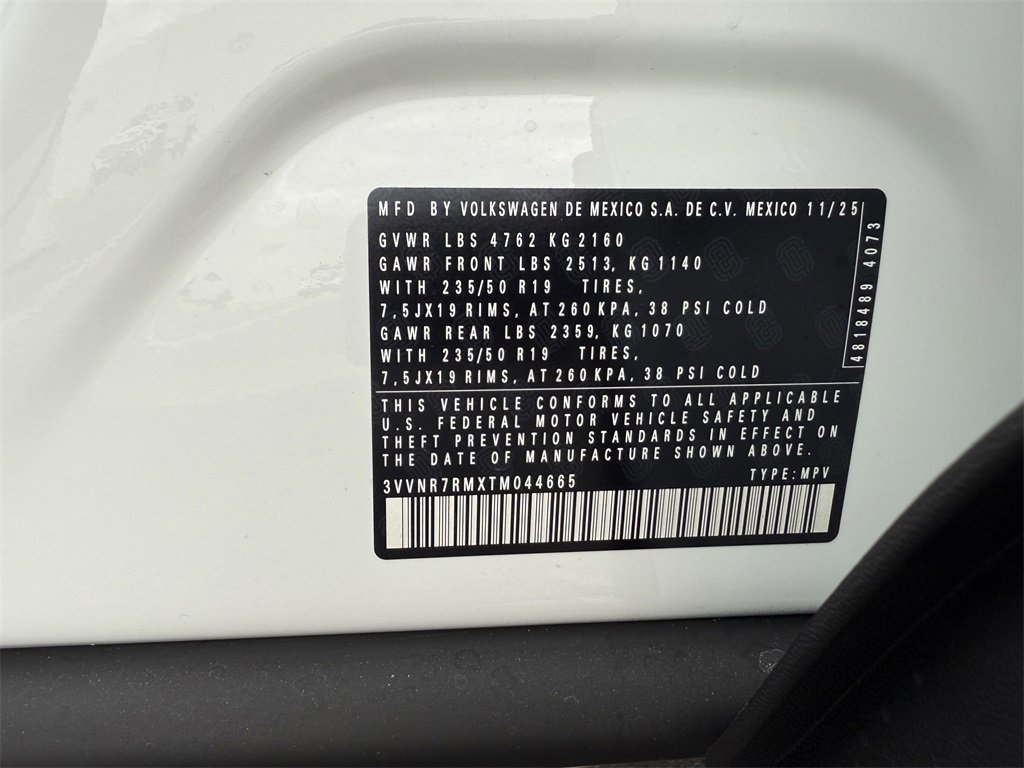 MFD BY VOLKSWAGEN DE MEXICO S.A. DE C.V. MEXICO 11/25
GVWR LBS 4762 KG 2160
GAWR FRONT LBS 2513, KG 1140
WITH 235/50 R19 TIRES,
7,5JX19 RIMS, AT 260 KPA, 38 PSI COLD
GAWR REAR LBS 2359, KG 1070
WITH 235/50 R19 TIRES,
7,5JX19 RIMS, AT 260 KPA, 38 PSI COLD
4818489 4073
THIS VEHICLE CONFORMS TO ALL APPLICABLE
U.S. FEDERAL MOTOR VEHICLE SAFETY AND
THEFT PREVENTION STANDARDS IN EFFECT ON
THE DATE OF MANUFACTURE SHOWN ABOVE.
3VVNR7RMXTM044665 TYPE: MPV